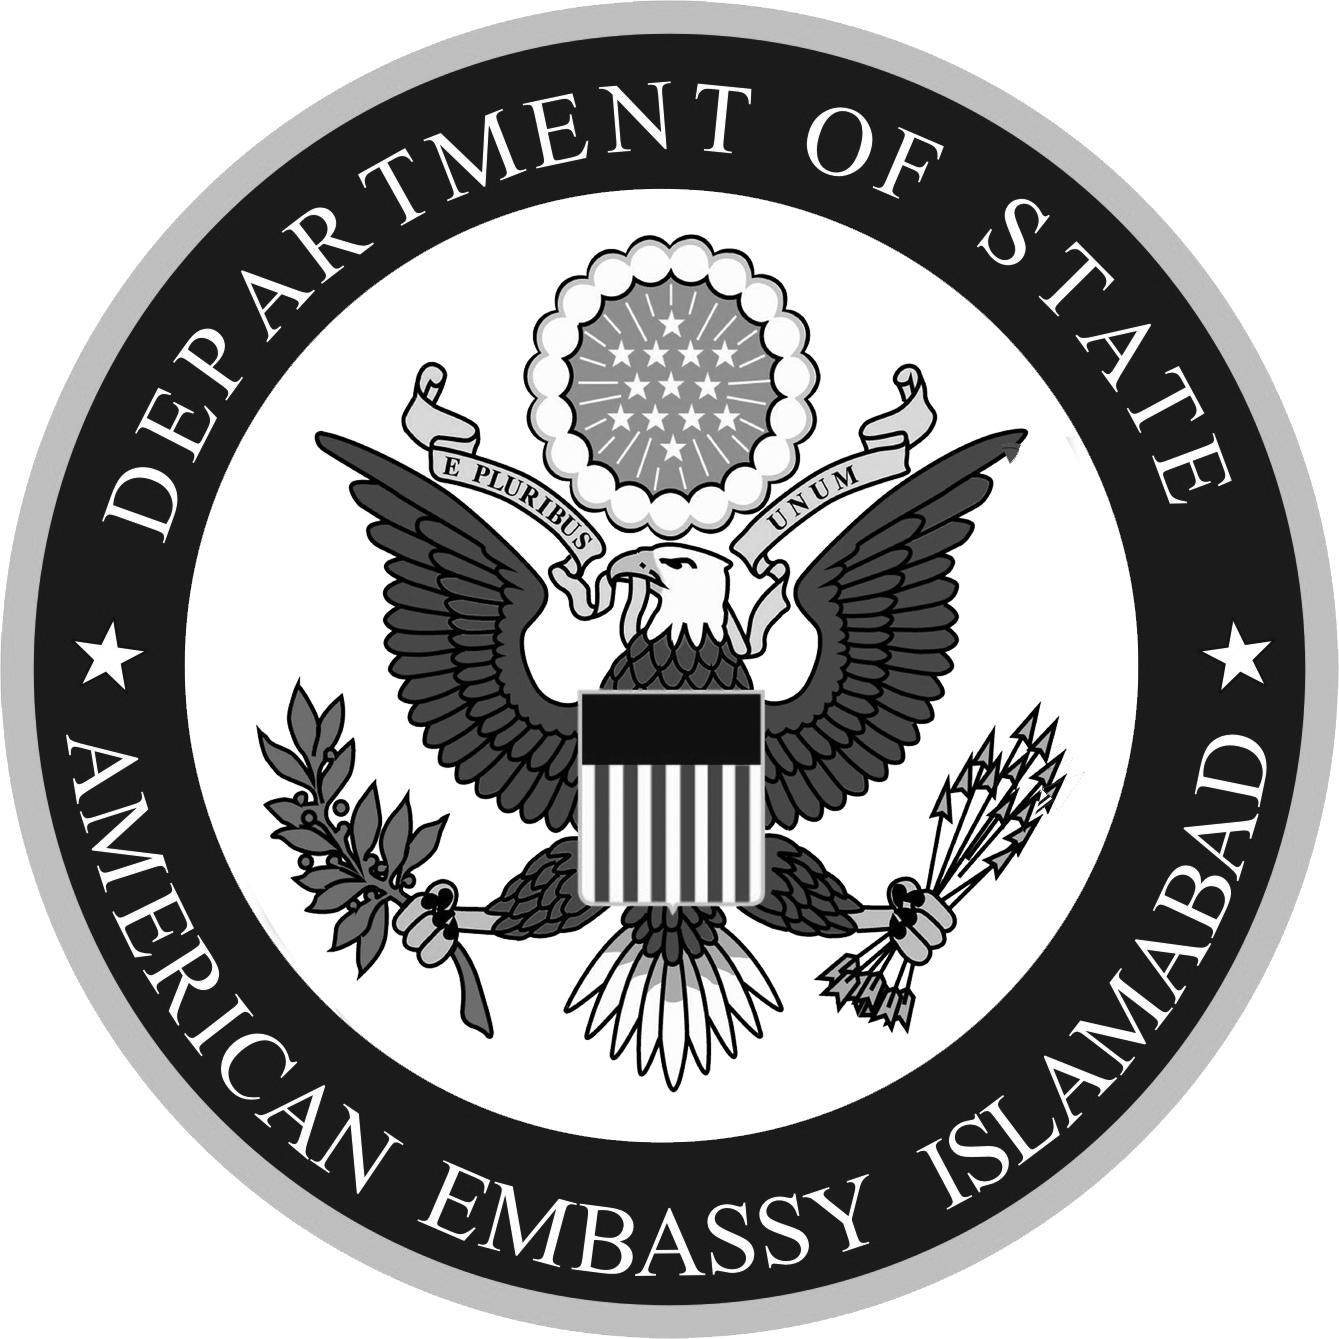 DEPARTMENT OF STATE
E PLURIBUS UNUM
AMERICAN EMBASSY ISLAMABAD